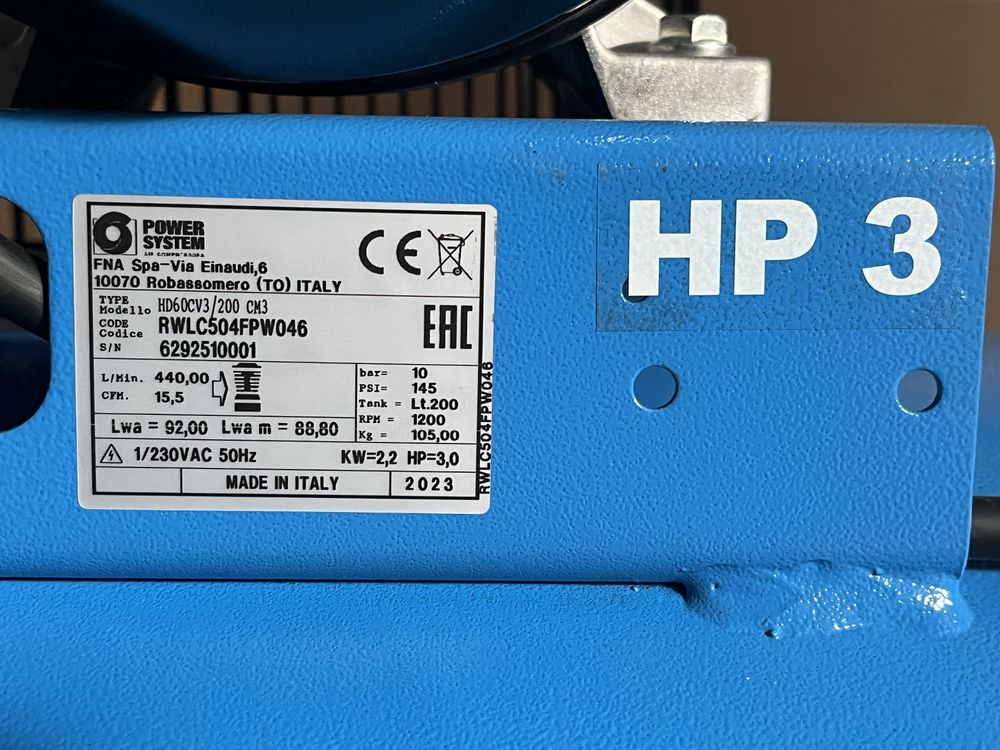 POWER
SYSTEM
AIR COMPRESSORS
FNA Spa-Via Einaudi,6
10070 Robassomero (TO) ITALY
CE
TYPE
Modello HD60CV3/200 CM3
CODE
Codice RWLC504FPW046
S/N 6292510001
EAC
L/Min. 440,00
CFM. 15,5
bar= 10
PSI= 145
Tank = Lt.200
RPM = 1200
Kg = 105,00
Lwa = 92,00 Lwa m = 88,80
1/230VAC 50Hz KW=2,2 HP=3,0
MADE IN ITALY 2023
RWLC504FPW046
HP 3